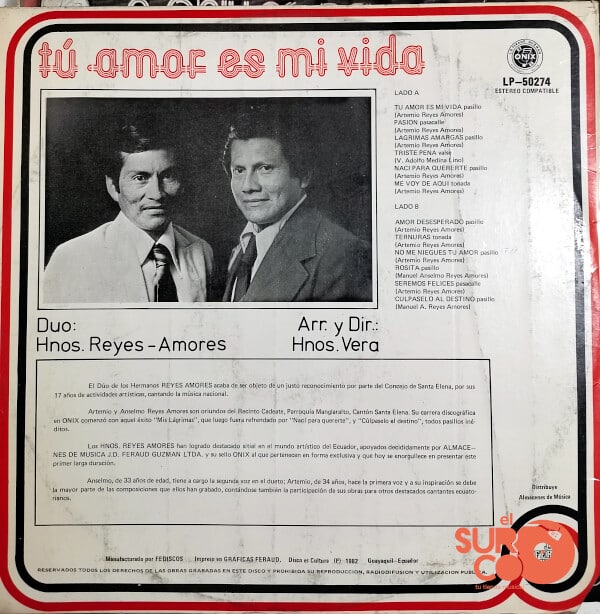 tú amor es mi vida
ONIX
LP-50274
ESTEREO COMPATIBLE
LADO A
TU AMOR ES MI VIDA pasillo
(Artemio Reyes Amores)
PASION pasacalle
(Artemio Reyes Amores)
LAGRIMAS AMARGAS pasillo
(Artemio Reyes Amores)
TRISTE PENA valse
(V. Adolfo Medina Lino)
NACI PARA QUERERTE pasillo
(Artemio Reyes Amores)
ME VOY DE AQUI tonada
(Artemio Reyes Amores)
LADO B
AMOR DESESPERADO pasillo
(Artemio Reyes Amores)
TERNURAS tonada
(Artemio Reyes Amores)
NO ME NIEGUES TU AMOR pasillo
(Artemio Reyes Amores)
ROSITA pasillo
(Manuel Anselmo Reyes Amores)
SEREMOS FELICES pasacalle
(Artemio Reyes Amores)
CULPASELO AL DESTINO pasillo
(Manuel A. Reyes Amores)
Duo:
Hnos. Reyes-Amores
Arr. y Dir.:
Hnos. Vera
El Dúo de los Hermanos REYES AMORES acaba de ser objeto de un justo reconocimiento por parte del Concejo de Santa Elena, por sus
17 años de actividades artísticas, cantando la música nacional.
Artemio y Anselmo Reyes Amores son oriundos del Recinto Cadeate, Parroquia Manglaralto, Cantón Santa Elena. Su carrera discográfica
en ONIX comenzó con aquel éxito "Mis Lágrimas", que luego fuera refrendado por "Nací para quererte", y "Cúlpaselo al destino", todos pasillos iné-
ditos.
Los HNOS. REYES AMORES han logrado destacado sitial en el mundo artístico del Ecuador, apoyados decididamente por ALMACE-
NES DE MUSICA J.D. FERAUD GUZMAN LTDA. y su sello ONIX al que pertenecen en forma exclusiva y que hoy se enorgullece en presentar este
primer larga duración.
Anselmo, de 33 años de edad, tiene a cargo la segunda voz en el dueto; Artemio, de 34 años, hace la primera voz y a su inspiración se debe
la mayor parte de las composiciones que ellos han grabado, contándose también la participación de sus obras para otros destacados cantantes ecuato-
rianos.
Distribuye
Almacenes de Música
el
SURCO
tu tienda
Manufacturado por FEDISCOS Impreso en GRAFICAS FERAUD. Disco es Cultura (P) 1982 Guayaquil - Ecuador
RESERVADOS TODOS LOS DERECHOS DE LAS OBRAS GRABADAS EN ESTE DISCO Y PROHIBIDA SU REPRODUCCION, RADIODIFUSION Y UTILIZACION PUBLICA.